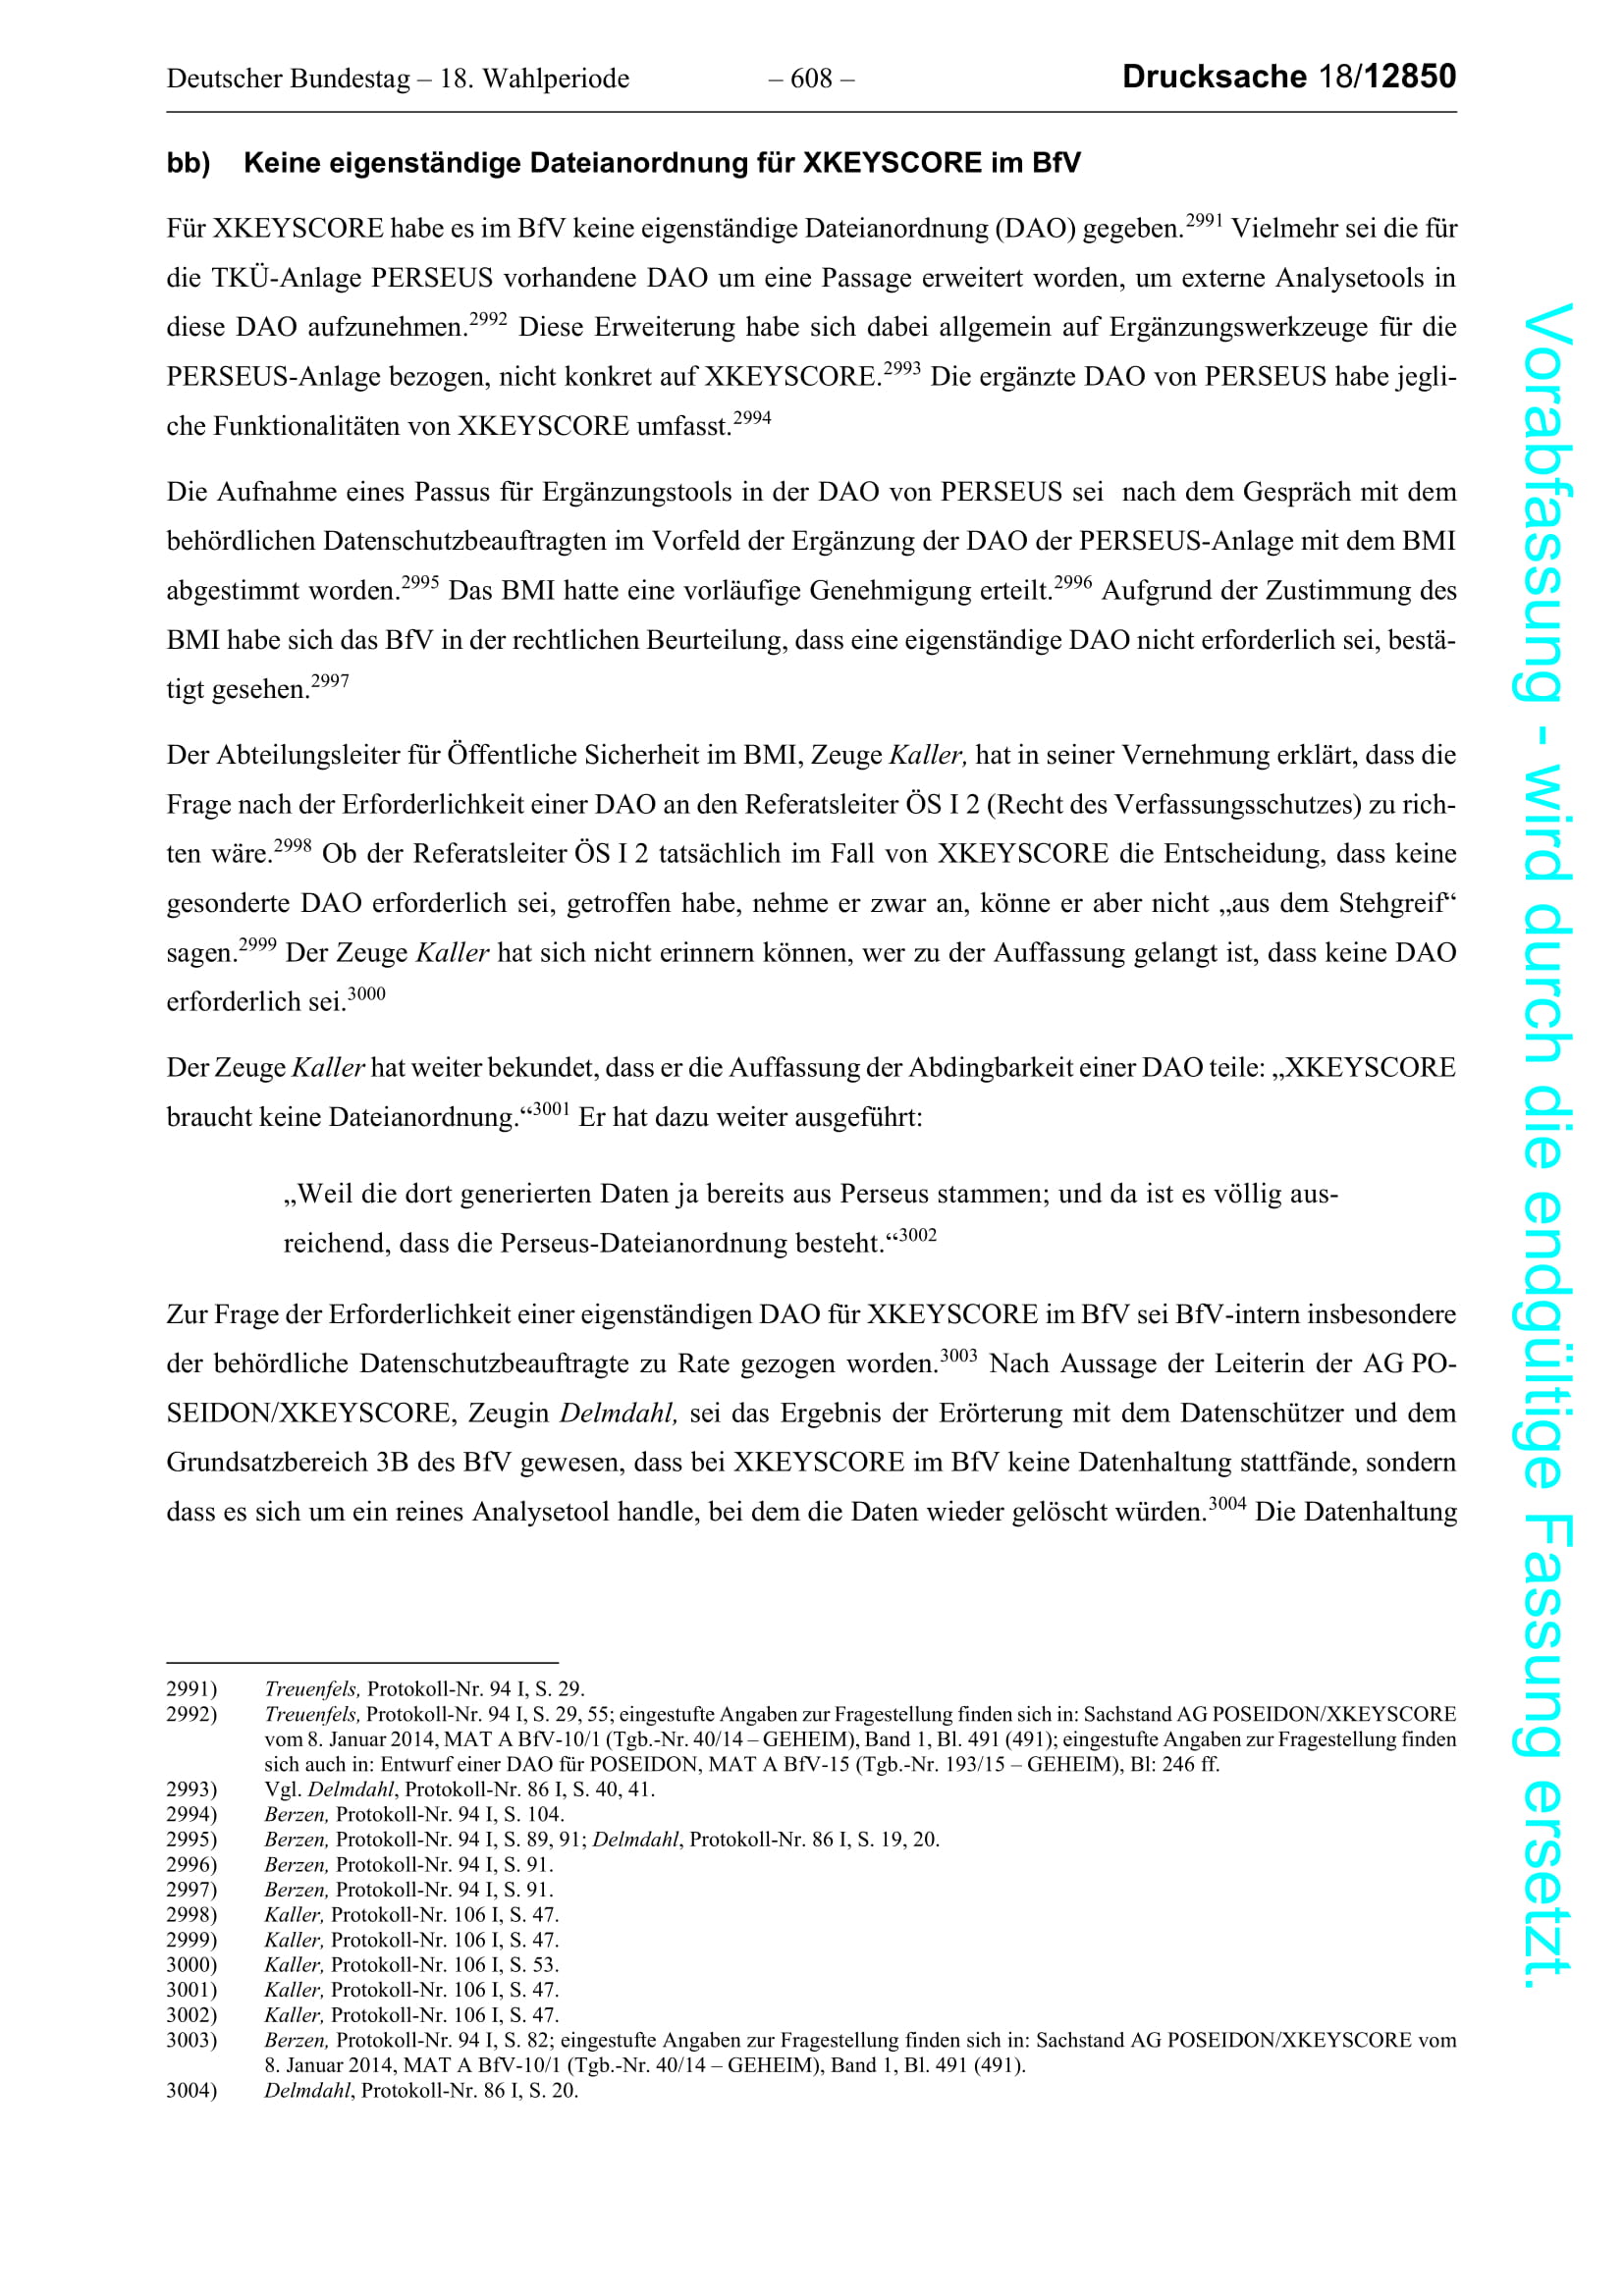 Deutscher Bundestag – 18. Wahlperiode – 608 – Drucksache 18/12850
bb) Keine eigenständige Dateianordnung für XKEYSCORE im BfV
Für XKEYSCORE habe es im BfV keine eigenständige Dateianordnung (DAO) gegeben.2991 Vielmehr sei die für
die TKÜ-Anlage PERSEUS vorhandene DAO um eine Passage erweitert worden, um externe Analysetools in
diese DAO aufzunehmen.2992 Diese Erweiterung habe sich dabei allgemein auf Ergänzungswerkzeuge für die
PERSEUS-Anlage bezogen, nicht konkret auf XKEYSCORE.2993 Die ergänzte DAO von PERSEUS habe jegli-
che Funktionalitäten von XKEYSCORE umfasst.2994
Die Aufnahme eines Passus für Ergänzungstools in der DAO von PERSEUS sei nach dem Gespräch mit dem
behördlichen Datenschutzbeauftragten im Vorfeld der Ergänzung der DAO der PERSEUS-Anlage mit dem BMI
abgestimmt worden.2995 Das BMI hatte eine vorläufige Genehmigung erteilt.2996 Aufgrund der Zustimmung des
BMI habe sich das BfV in der rechtlichen Beurteilung, dass eine eigenständige DAO nicht erforderlich sei, bestä-
tigt gesehen.2997
Der Abteilungsleiter für Öffentliche Sicherheit im BMI, Zeuge Kaller, hat in seiner Vernehmung erklärt, dass die
Frage nach der Erforderlichkeit einer DAO an den Referatsleiter ÖS I 2 (Recht des Verfassungsschutzes) zu rich-
ten wäre.2998 Ob der Referatsleiter ÖS I 2 tatsächlich im Fall von XKEYSCORE die Entscheidung, dass keine
gesonderte DAO erforderlich sei, getroffen habe, nehme er zwar an, könne er aber nicht „aus dem Stehgreif“
sagen.2999 Der Zeuge Kaller hat sich nicht erinnern können, wer zu der Auffassung gelangt ist, dass keine DAO
erforderlich sei.3000
Der Zeuge Kaller hat weiter bekundet, dass er die Auffassung der Abdingbarkeit einer DAO teile: „XKEYSCORE
braucht keine Dateianordnung.“3001 Er hat dazu weiter ausgeführt:
„Weil die dort generierten Daten ja bereits aus Perseus stammen; und da ist es völlig aus-
reichend, dass die Perseus-Dateianordnung besteht.“3002
Zur Frage der Erforderlichkeit einer eigenständigen DAO für XKEYSCORE im BfV sei BfV-intern insbesondere
der behördliche Datenschutzbeauftragte zu Rate gezogen worden.3003 Nach Aussage der Leiterin der AG PO-
SEIDON/XKEYSCORE, Zeugin Delmdahl, sei das Ergebnis der Erörterung mit dem Datenschützer und dem
Grundsatzbereich 3B des BfV gewesen, dass bei XKEYSCORE im BfV keine Datenhaltung stattfände, sondern
dass es sich um ein reines Analysetool handle, bei dem die Daten wieder gelöscht würden.3004 Die Datenhaltung
2991) Treuenfels, Protokoll-Nr. 94 I, S. 29.
2992) Treuenfels, Protokoll-Nr. 94 I, S. 29, 55; eingestufte Angaben zur Fragestellung finden sich in: Sachstand AG POSEIDON/XKEYSCORE
vom 8. Januar 2014, MAT A BfV-10/1 (Tgb.-Nr. 40/14 – GEHEIM), Band 1, Bl. 491 (491); eingestufte Angaben zur Fragestellung finden
sich auch in: Entwurf einer DAO für POSEIDON, MAT A BfV-15 (Tgb.-Nr. 193/15 – GEHEIM), Bl: 246 ff.
2993) Vgl. Delmdahl, Protokoll-Nr. 86 I, S. 40, 41.
2994) Berzen, Protokoll-Nr. 94 I, S. 104.
2995) Berzen, Protokoll-Nr. 94 I, S. 89, 91; Delmdahl, Protokoll-Nr. 86 I, S. 19, 20.
2996) Berzen, Protokoll-Nr. 94 I, S. 91.
2997) Berzen, Protokoll-Nr. 94 I, S. 91.
2998) Kaller, Protokoll-Nr. 106 I, S. 47.
2999) Kaller, Protokoll-Nr. 106 I, S. 47.
3000) Kaller, Protokoll-Nr. 106 I, S. 53.
3001) Kaller, Protokoll-Nr. 106 I, S. 47.
3002) Kaller, Protokoll-Nr. 106 I, S. 47.
3003) Berzen, Protokoll-Nr. 94 I, S. 82; eingestufte Angaben zur Fragestellung finden sich in: Sachstand AG POSEIDON/XKEYSCORE vom
8. Januar 2014, MAT A BfV-10/1 (Tgb.-Nr. 40/14 – GEHEIM), Band 1, Bl. 491 (491).
3004) Delmdahl, Protokoll-Nr. 86 I, S. 20.
Vorabfassung - wird durch die endgültige Fassung ersetzt.